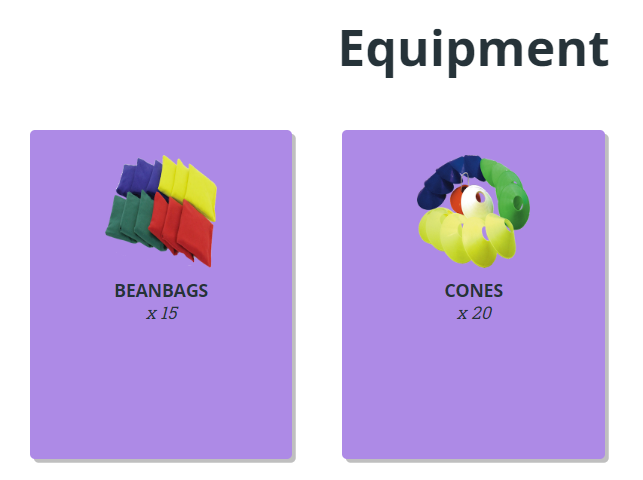 Equipment
BEANBAGS
x 15
CONES
x 20